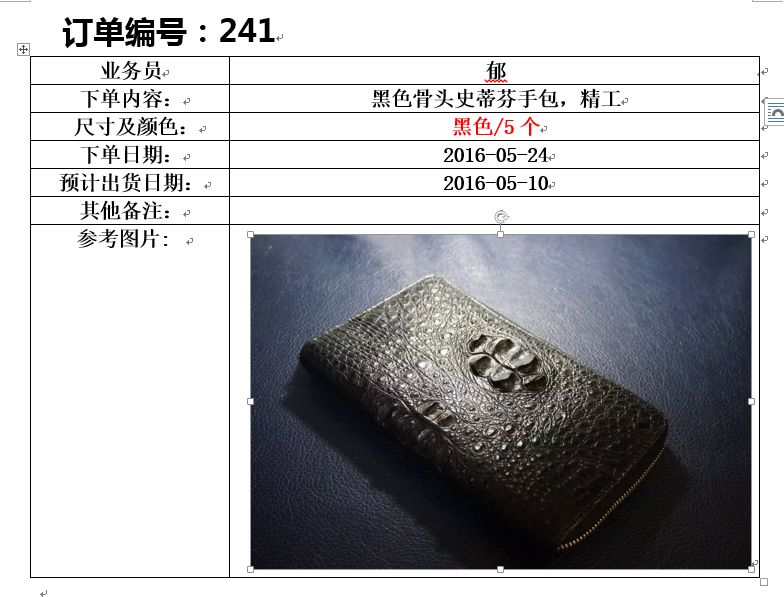 订单编号：241
业务员
郁
下单内容：
黑色骨头史蒂芬手包，精工
尺寸及颜色：
黑色/5 个
下单日期：
2016-05-24
预计出货日期：
2016-05-10
其他备注：
参考图片：